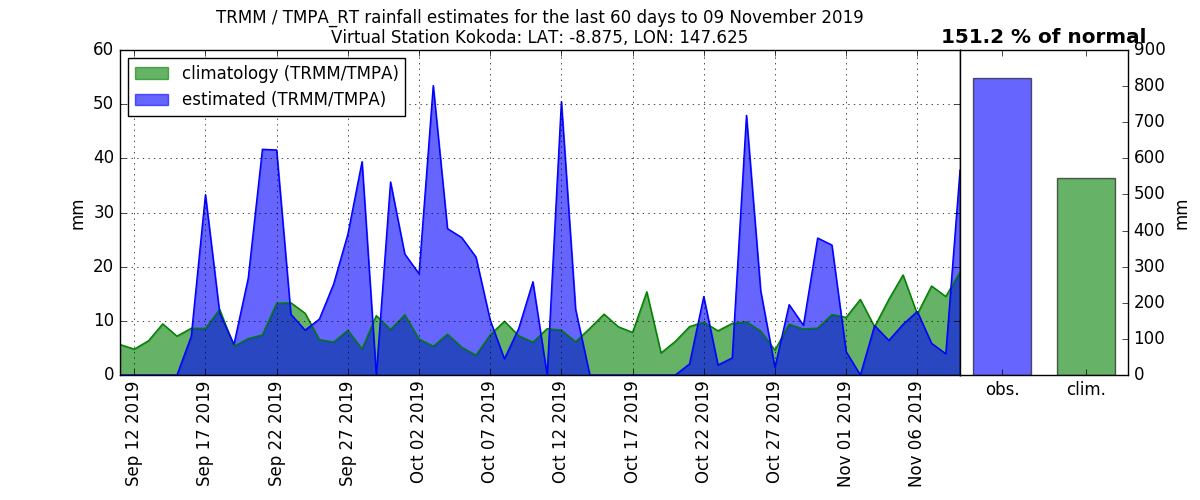 TRMM / TMPA_RT rainfall estimates for the last 60 days to 09 November 2019
Virtual Station Kokoda: LAT: -8.875, LON: 147.625
151.2 % of normal
climatology (TRMM/TMPA)
estimated (TRMM/TMPA)
60
50
40
30
20
10
0
mm
Sep 12 2019
Sep 17 2019
Sep 22 2019
Sep 27 2019
Oct 02 2019
Oct 07 2019
Oct 12 2019
Oct 17 2019
Oct 22 2019
Oct 27 2019
Nov 01 2019
Nov 06 2019
obs.
clim.
900
800
700
600
500
400
300
200
100
0
mm